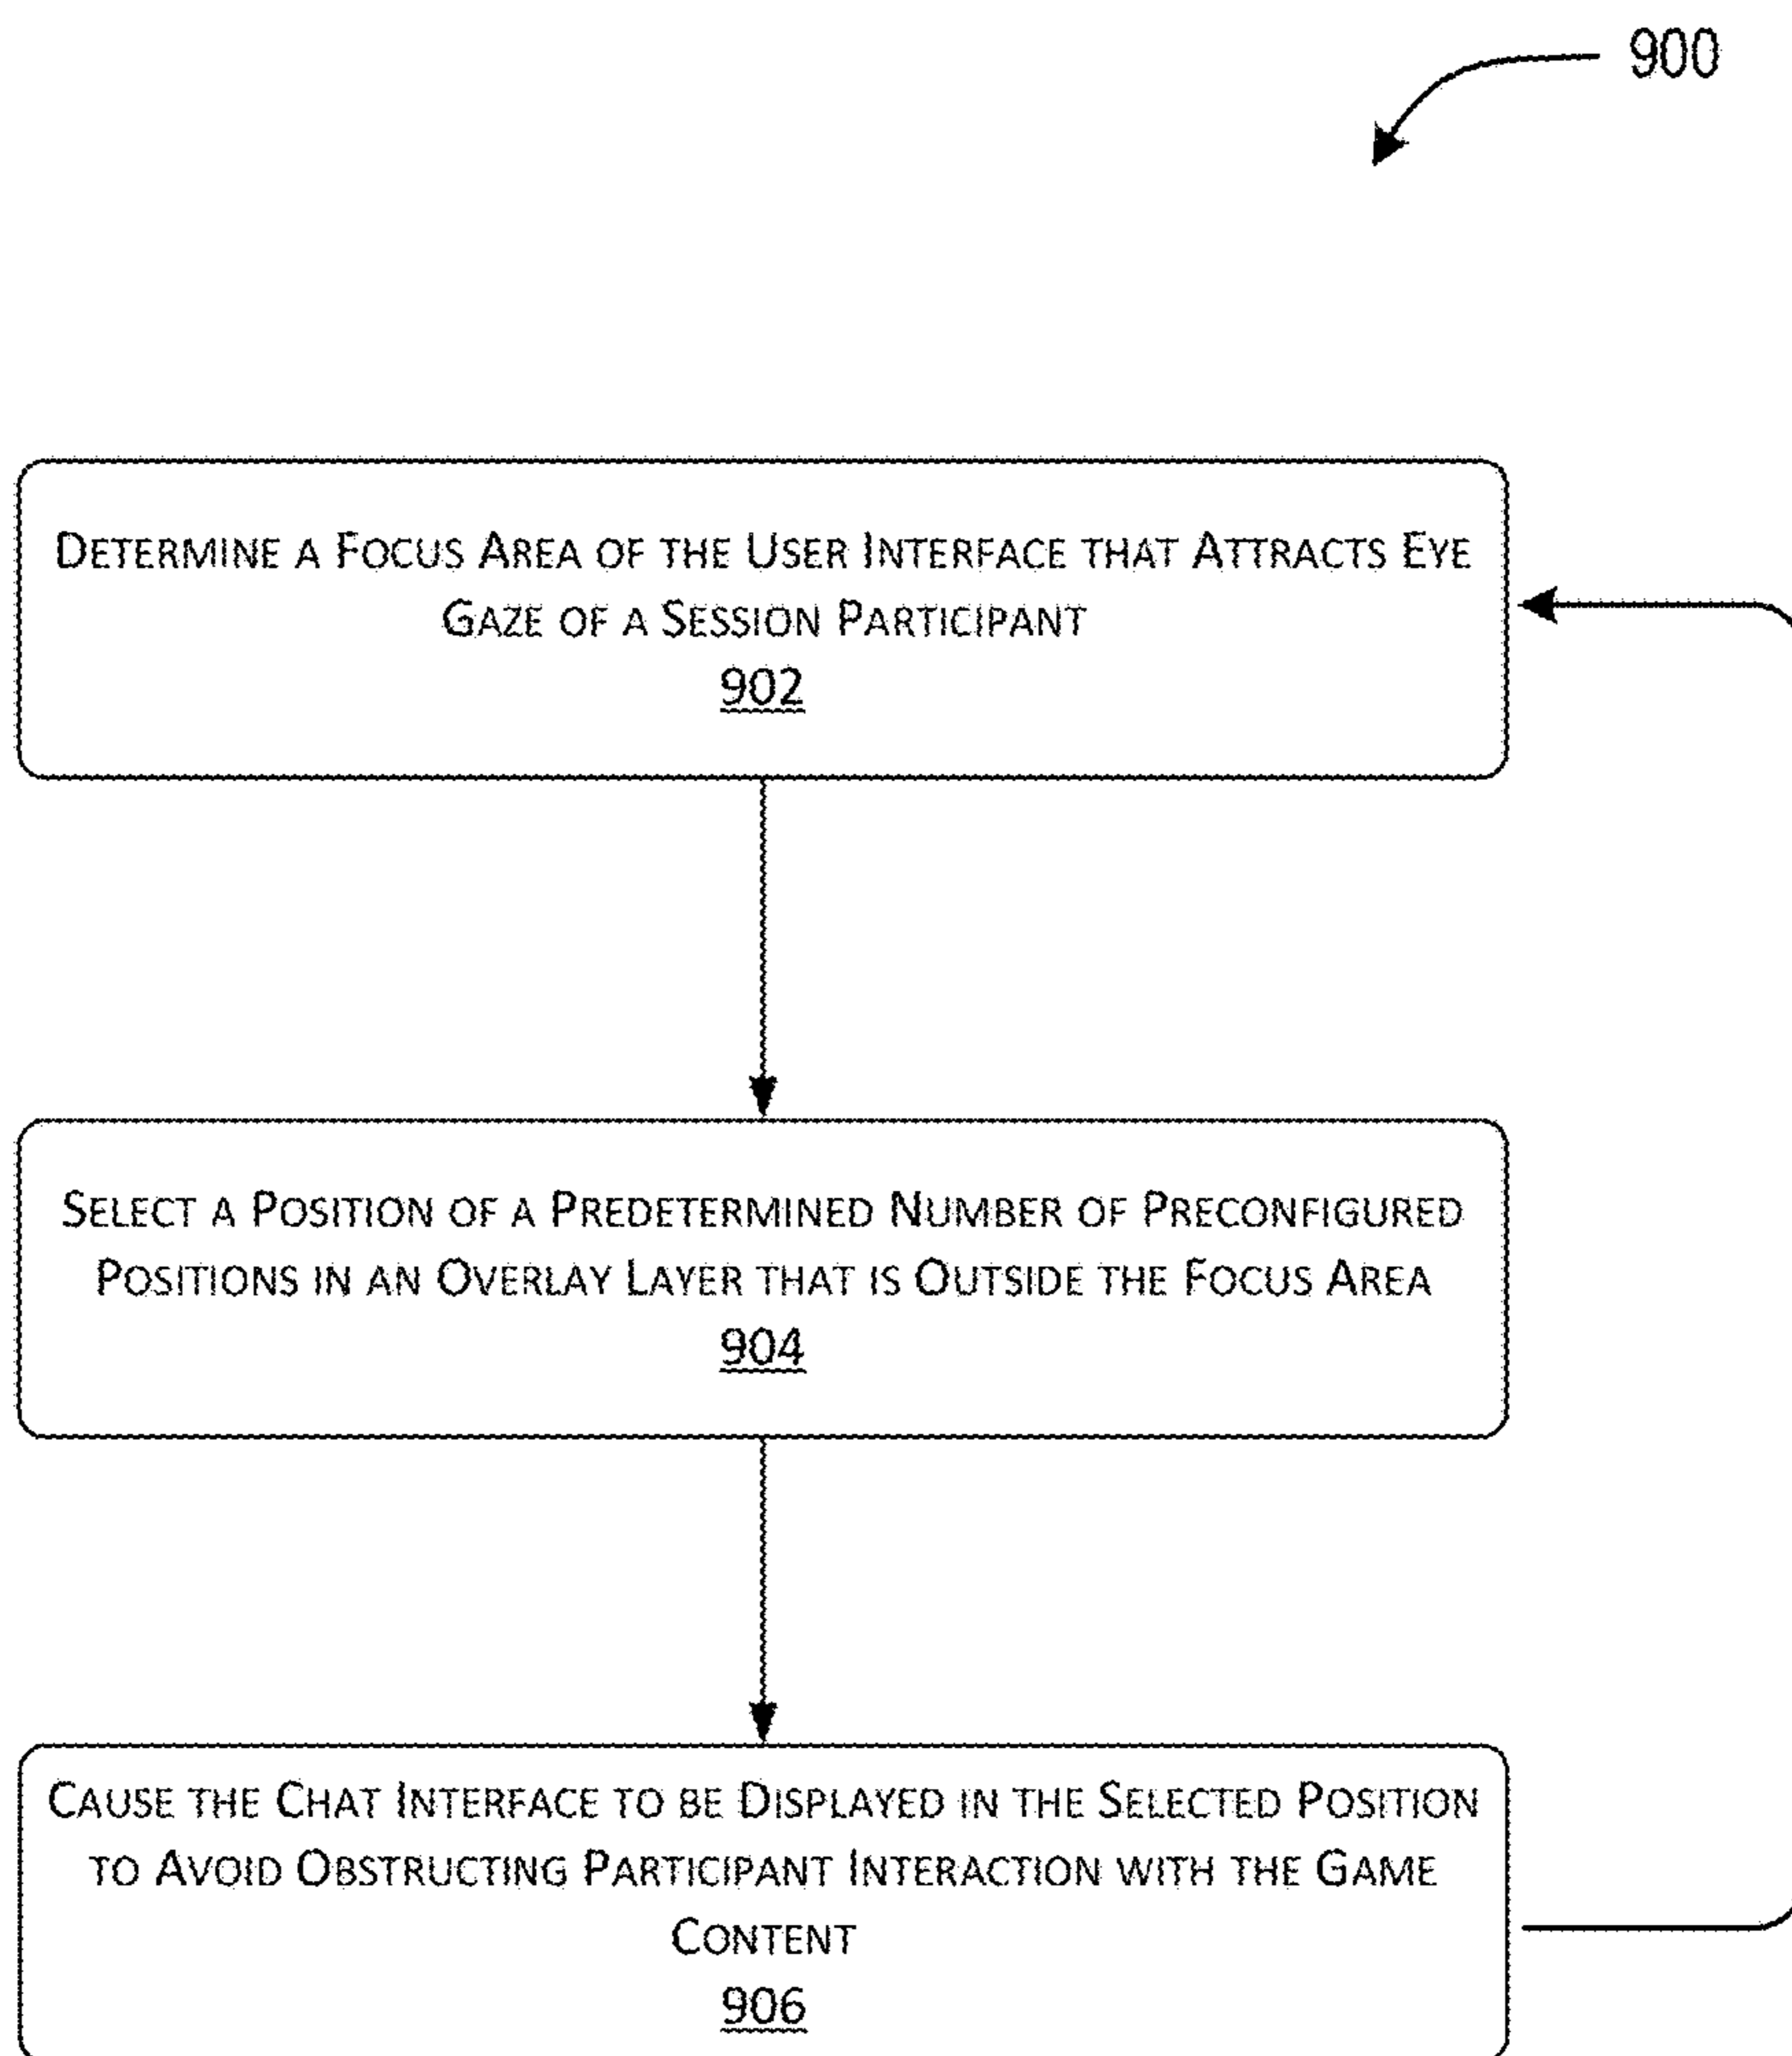 900
DETERMINE A FOCUS AREA OF THE USER INTERFACE THAT ATTRACTS EYE
GAZE OF A SESSION PARTICIPANT
902
SELECT A POSITION OF A PREDETERMINED NUMBER OF PRECONFIGURED
POSITIONS IN AN OVERLAY LAYER THAT IS OUTSIDE THE FOCUS AREA
904
CAUSE THE CHAT INTERFACE TO BE DISPLAYED IN THE SELECTED POSITION
TO AVOID OBSTRUCTING PARTICIPANT INTERACTION WITH THE GAME
CONTENT
906